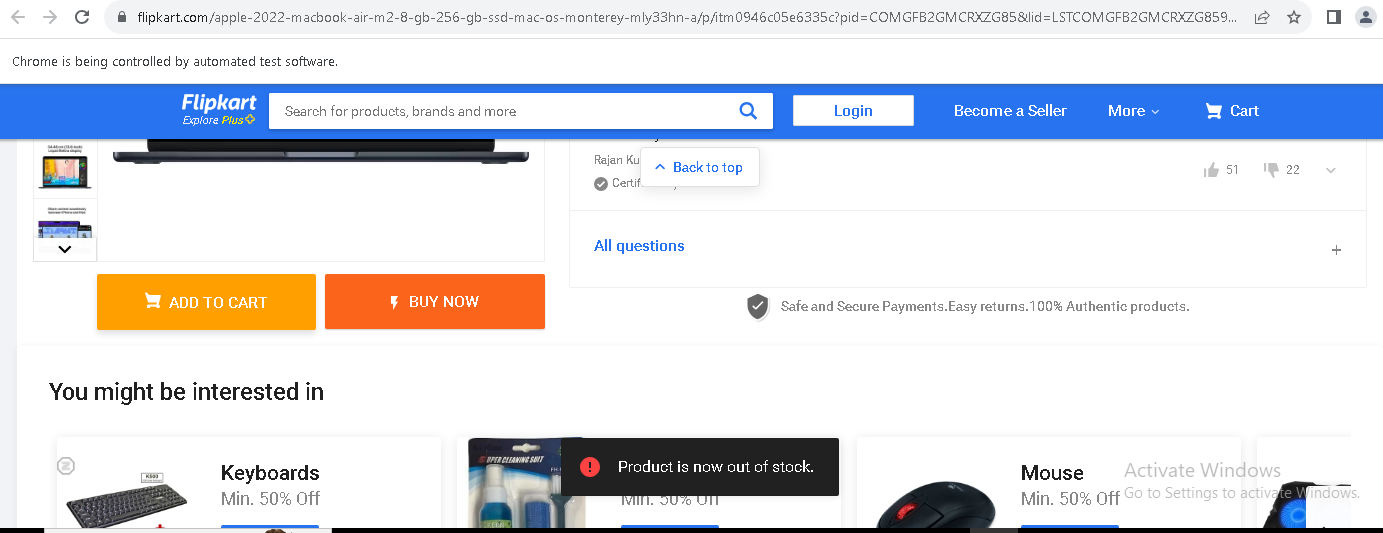 flipkart.com/apple-2022-macbook-air-m2-8-gb-256-gb-ssd-mac-os-monterey-mly33hn-a/p/itm0946c05e6335c?pid=COMGFB2GMCRXZG85&lid=LSTCOMGFB2GMCRXZG859...
Chrome is being controlled by automated test software.
Flipkart
Explore Plus
Search for products, brands and more
Login
Become a Seller
More
Cart
Rajan Ku
Certif
Back to top
51
22
All questions
ADD TO CART
BUY NOW
Safe and Secure Payments.Easy returns.100% Authentic products.
You might be interested in
Keyboards
Min. 50% Off
Product is now out of stock.
Min. 50% Off
Mouse
Min. 50% Off
Activate Windows
Go to Settings to activate Windows.